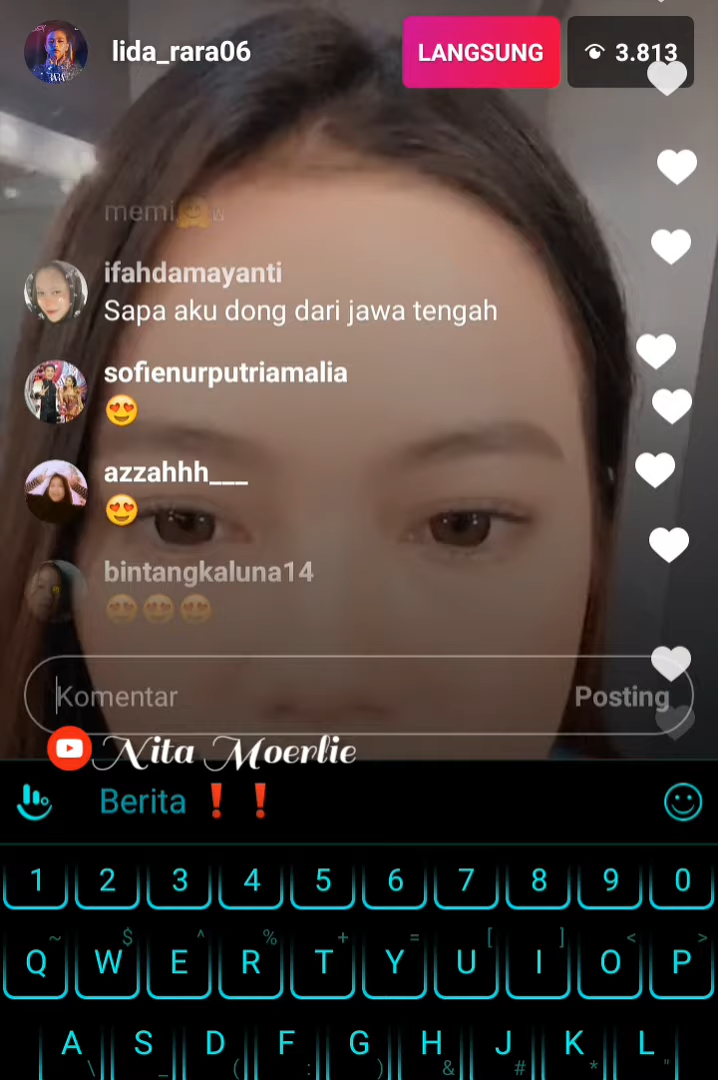 lida_rara06
LANGSUNG
3.813
memi
ifahdamayanti
Sapa aku dong dari jawa tengah
sofienurputriamalia
azzahhh___
bintangkaluna14
Komentar
Posting
Nita Moerlie
Berita ❗❗
1 2 3 4 5 6 7 8 9 0
~ $ ^ % + = [ ] < >
Q W E R T Y U I O P
A S D F G H J K L
\ _ ( : ) & # * "